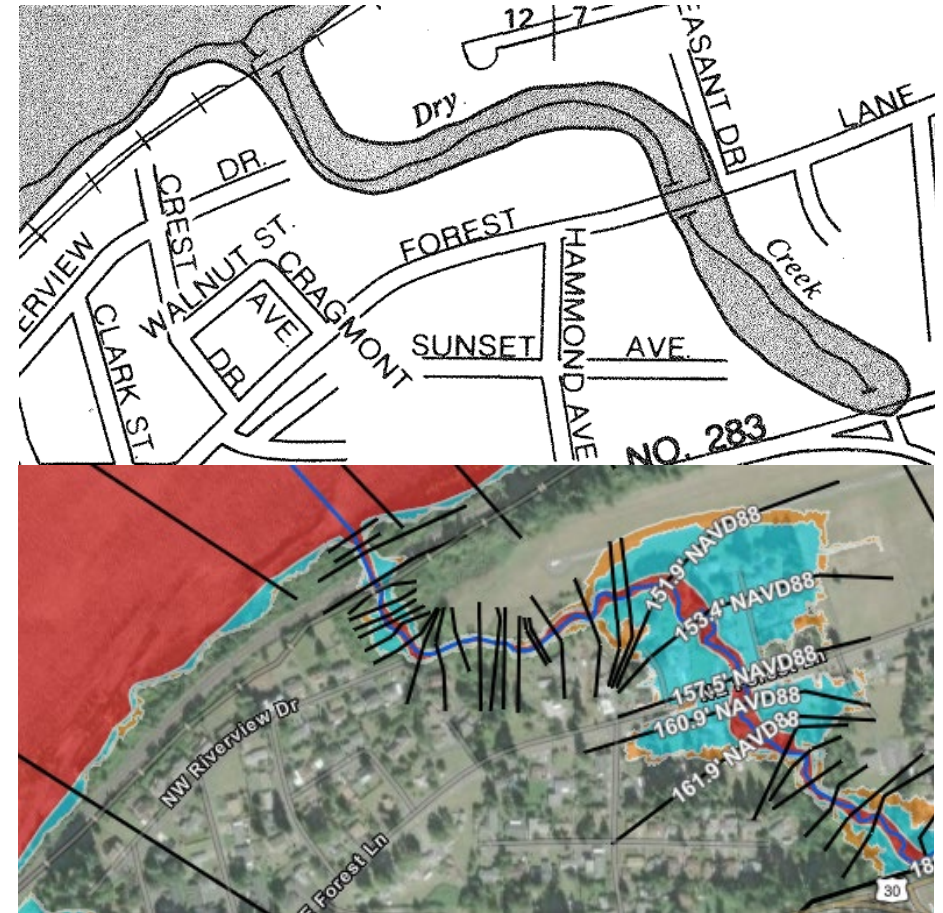 12 7
EASANT DR
LANE
Dry
DR.
CREST
WALNUT ST.
FOREST
ERVIEW
CRAGMONT
AVE.
HAMMOND AVE
Creek
CLARK ST
DR.
SUNSET AVE.
NO. 283
151.9' NAVD88
153.4' NAVD88
157.5' NAVD88
160.9' NAVD88
161.9' NAVD88
NW Riverview Dr
E Forest Ln
18
30